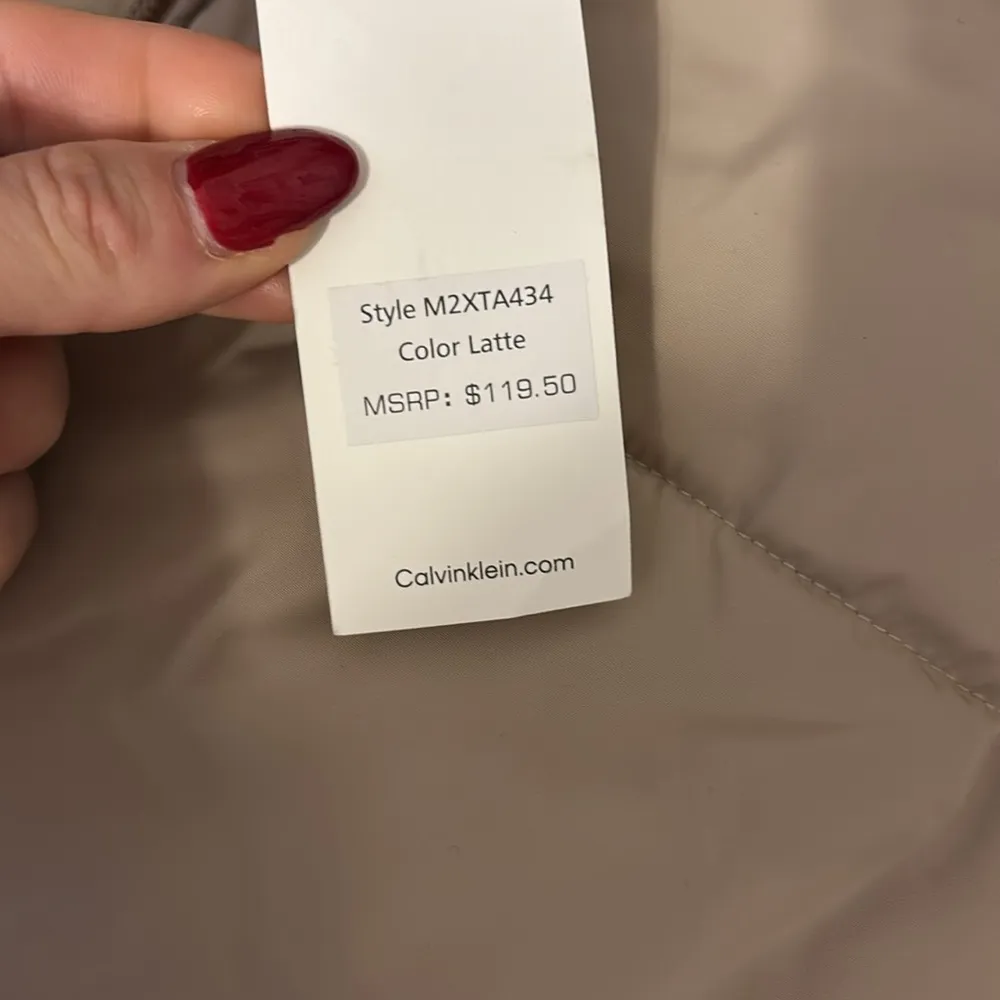 Style M2XTA434
Color Latte
MSRP: $119.50
Calvinklein.com